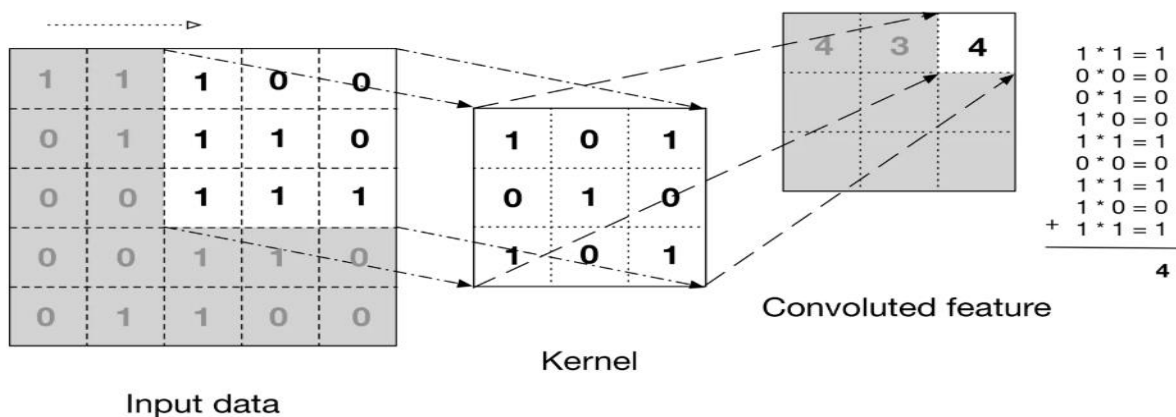 1 1 1 0 0
0 1 1 1 0
0 0 1 1 1
0 0 1 1 0
0 1 1 0 0
Input data
1 0 1
0 1 0
1 0 1
Kernel
4 3 4
Convoluted feature
1 * 1 = 1
0 * 0 = 0
0 * 1 = 0
1 * 0 = 0
1 * 1 = 1
0 * 0 = 0
1 * 1 = 1
1 * 0 = 0
+ 1 * 1 = 1
4